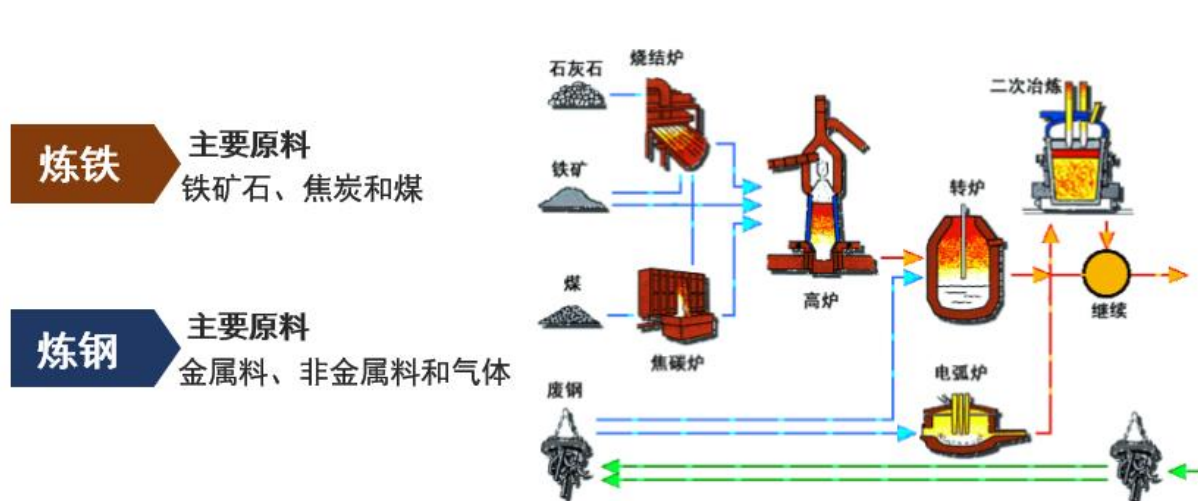 炼铁
主要原料
铁矿石、焦炭和煤
炼钢
主要原料
金属料、非金属料和气体
石灰石
烧结炉
二次冶炼
铁矿
转炉
煤
高炉
继续
焦碳炉
电弧炉
废钢